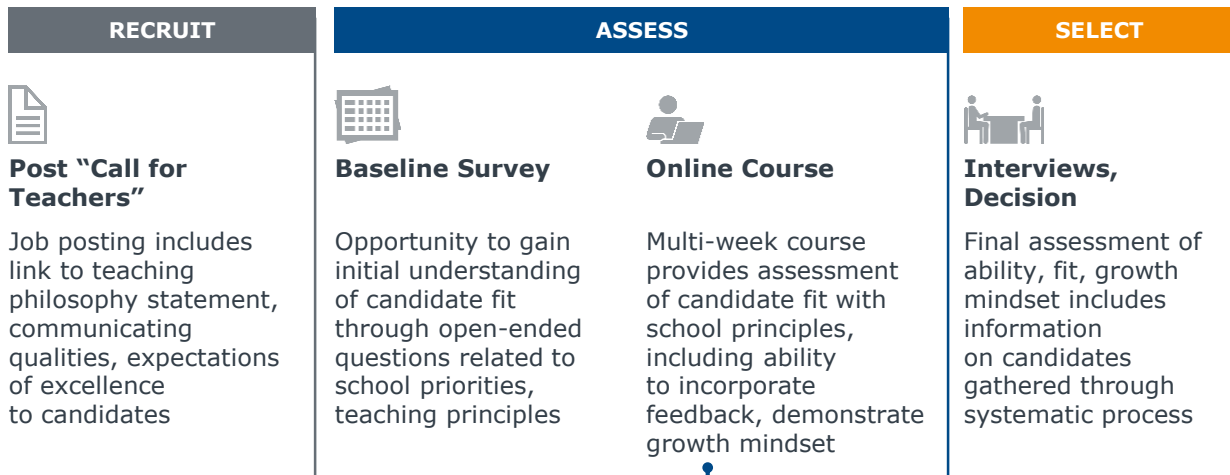 RECRUIT
ASSESS
SELECT
Post “Call for
Teachers”
Job posting includes
link to teaching
philosophy statement,
communicating
qualities, expectations
of excellence
to candidates
Baseline Survey
Opportunity to gain
initial understanding
of candidate fit
through open-ended
questions related to
school priorities,
teaching principles
Online Course
Multi-week course
provides assessment
of candidate fit with
school principles,
including ability
to incorporate
feedback, demonstrate
growth mindset
Interviews,
Decision
Final assessment of
ability, fit, growth
mindset includes
information
on candidates
gathered through
systematic process